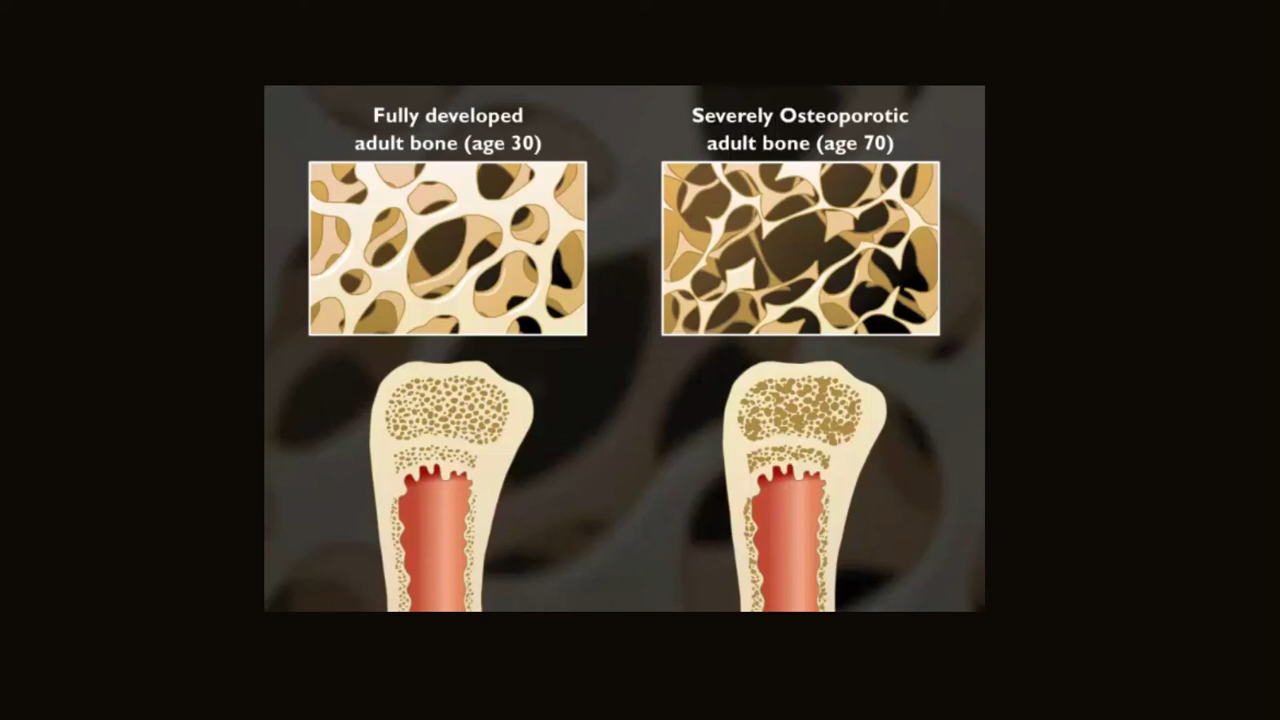 Fully developed
adult bone (age 30)
Severely Osteoporotic
adult bone (age 70)